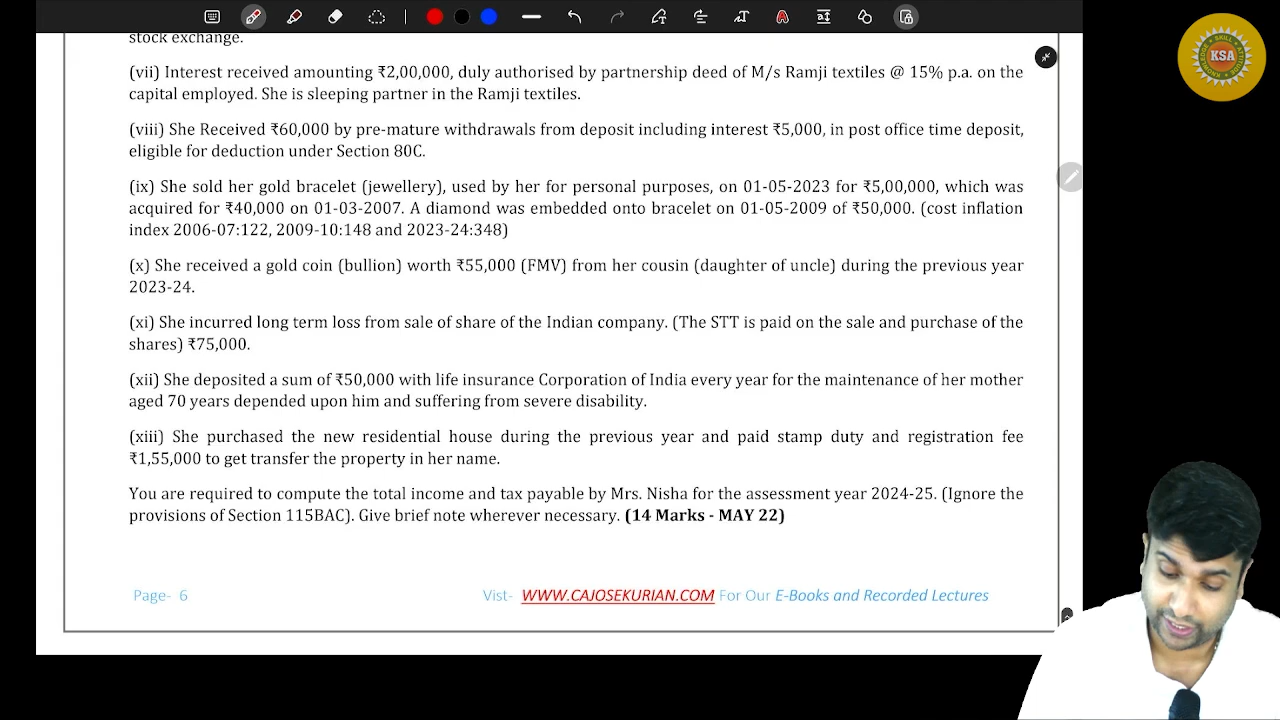 stock exchange.
(vii) Interest received amounting ₹2,00,000, duly authorised by partnership deed of M/s Ramji textiles @ 15% p.a. on the
capital employed. She is sleeping partner in the Ramji textiles.
(viii) She Received ₹60,000 by pre-mature withdrawals from deposit including interest ₹5,000, in post office time deposit,
eligible for deduction under Section 80C.
(ix) She sold her gold bracelet (jewellery), used by her for personal purposes, on 01-05-2023 for ₹5,00,000, which was
acquired for ₹40,000 on 01-03-2007. A diamond was embedded onto bracelet on 01-05-2009 of ₹50,000. (cost inflation
index 2006-07:122, 2009-10:148 and 2023-24:348)
(x) She received a gold coin (bullion) worth ₹55,000 (FMV) from her cousin (daughter of uncle) during the previous year
2023-24.
(xi) She incurred long term loss from sale of share of the Indian company. (The STT is paid on the sale and purchase of the
shares) ₹75,000.
(xii) She deposited a sum of ₹50,000 with life insurance Corporation of India every year for the maintenance of her mother
aged 70 years depended upon him and suffering from severe disability.
(xiii) She purchased the new residential house during the previous year and paid stamp duty and registration fee
₹1,55,000 to get transfer the property in her name.
You are required to compute the total income and tax payable by Mrs. Nisha for the assessment year 2024-25. (Ignore the
provisions of Section 115BAC). Give brief note wherever necessary. (14 Marks - MAY 22)
Page- 6
Vist- WWW.CAJOSEKURIAN.COM For Our E-Books and Recorded Lectures
KSA
SKILL
KNOWLEDGE
ATTITUDE